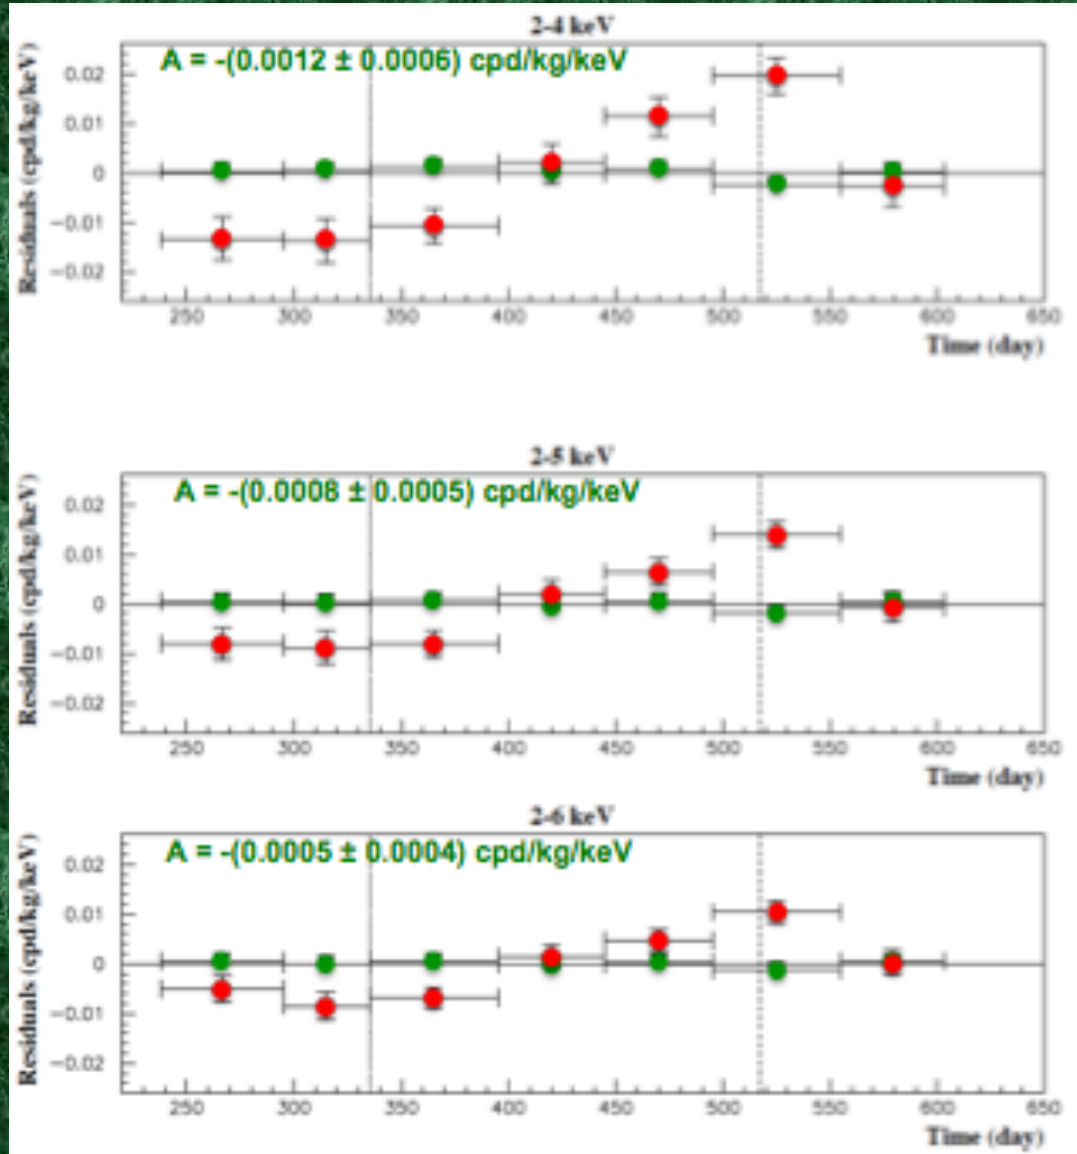 2-4 keV
A = -(0.0012 ± 0.0006) cpd/kg/keV
Residuals (cpd/kg/keV)
0.02
0.01
0
−0.01
−0.02
250 300 350 400 450 500 550 600 650
Time (day)
2-5 keV
A = -(0.0008 ± 0.0005) cpd/kg/keV
Residuals (cpd/kg/keV)
0.02
0.01
0
−0.01
−0.02
250 300 350 400 450 500 550 600 650
Time (day)
2-6 keV
A = -(0.0005 ± 0.0004) cpd/kg/keV
Residuals (cpd/kg/keV)
0.02
0.01
0
−0.01
−0.02
250 300 350 400 450 500 550 600 650
Time (day)